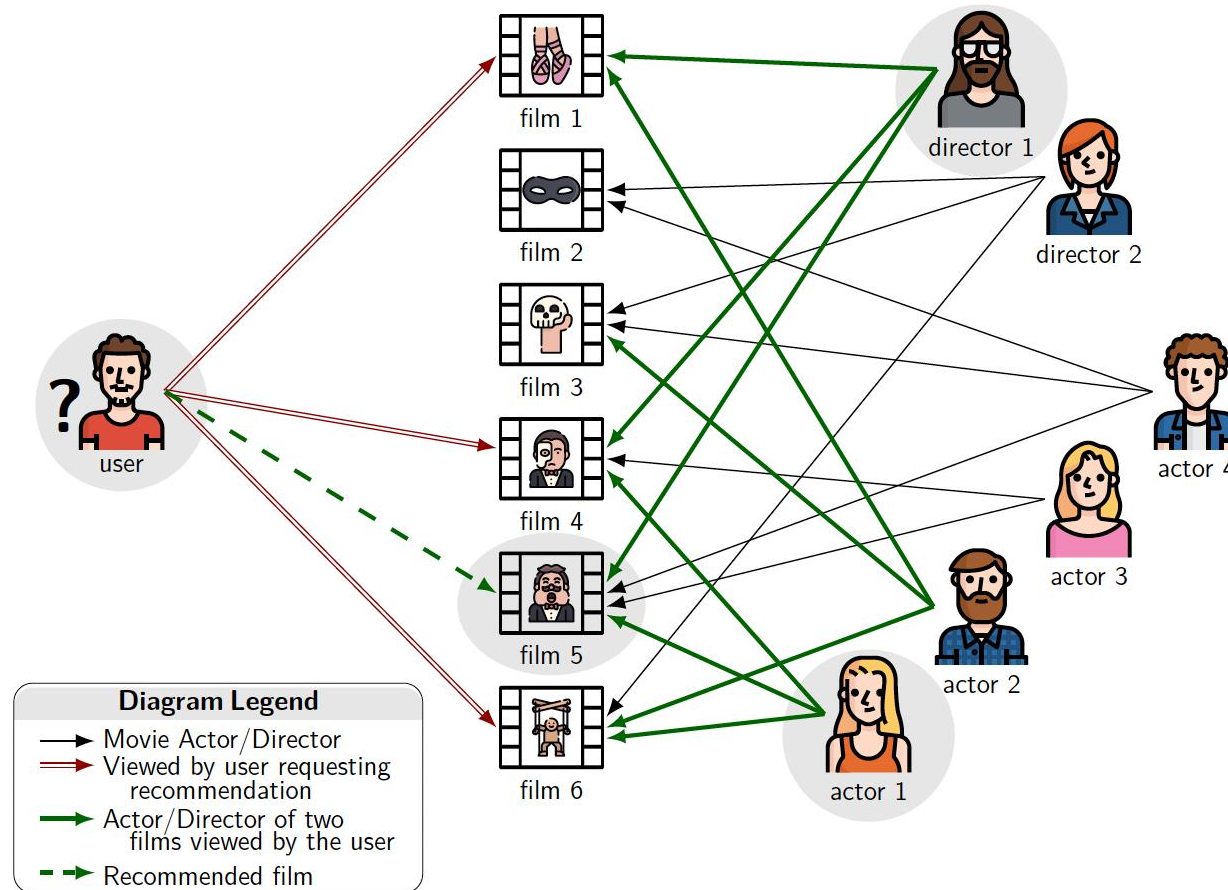 film 1
director 1
film 2
director 2
film 3
?
user
film 4
actor 4
actor 3
film 5
actor 2
film 6
actor 1
Diagram Legend
Movie Actor/Director
Viewed by user requesting
recommendation
Actor/Director of two
films viewed by the user
Recommended film